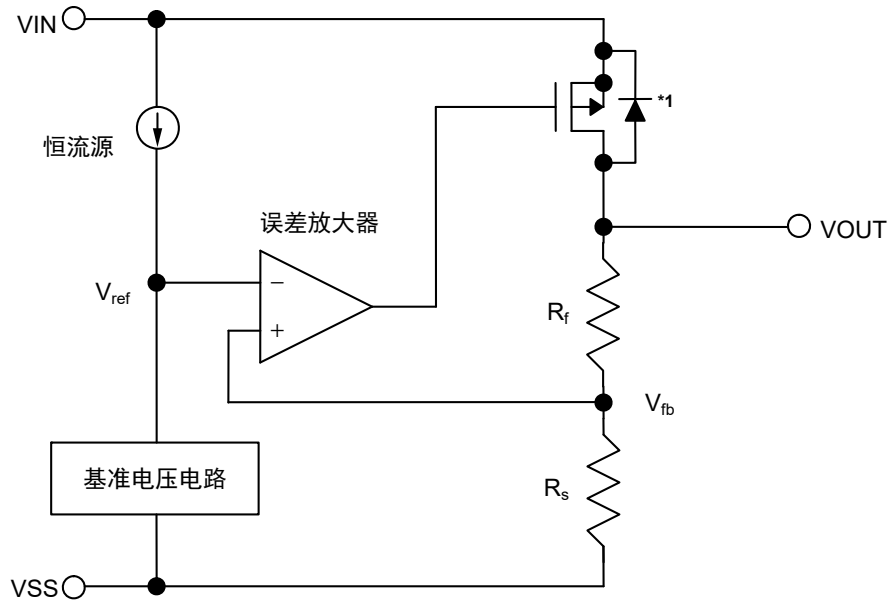 VIN
*1
恒流源
误差放大器
VOUT
Vref
−
+
Rf
Vfb
基准电压电路
Rs
VSS